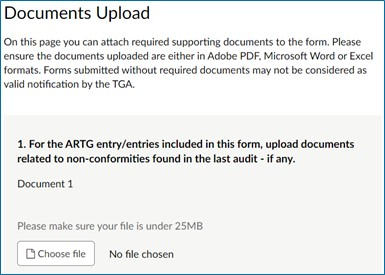 Documents Upload
On this page you can attach required supporting documents to the form. Please
ensure the documents uploaded are either in Adobe PDF, Microsoft Word or Excel
formats. Forms submitted without required documents may not be considered as
valid notification by the TGA.
1. For the ARTG entry/entries included in this form, upload documents
related to non-conformities found in the last audit - if any.
Document 1
Please make sure your file is under 25MB
Choose file No file chosen